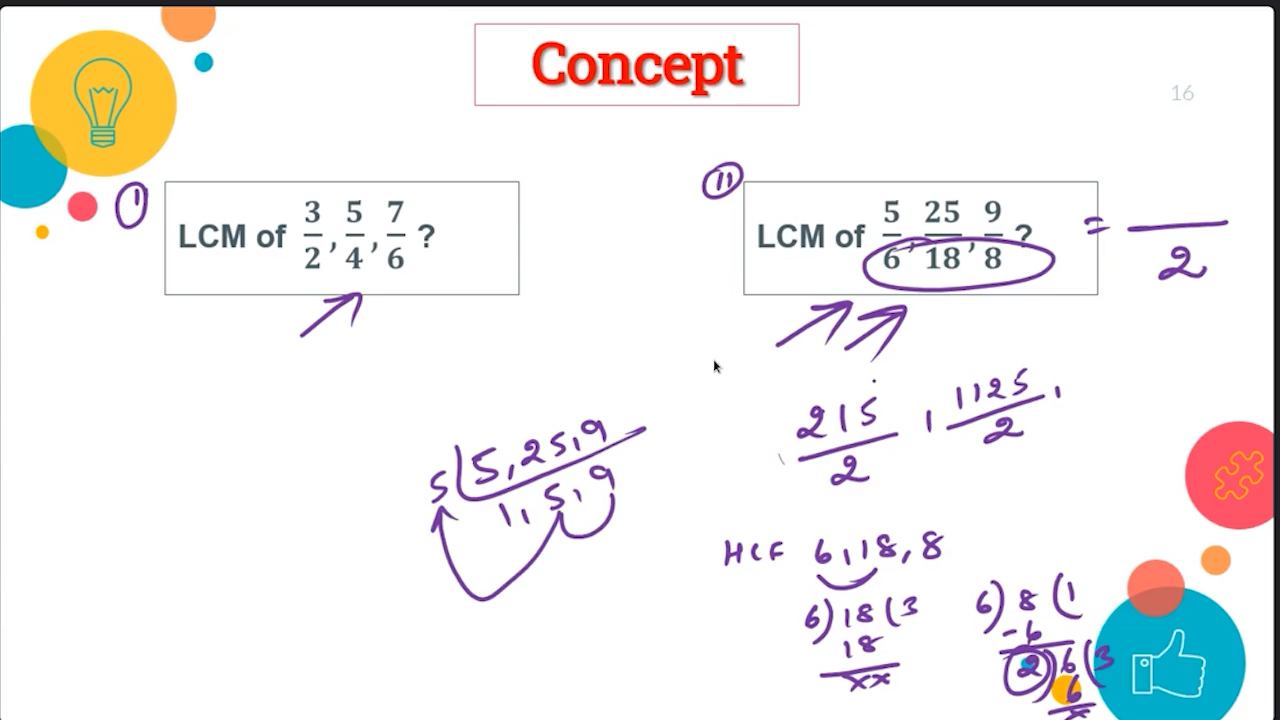 Concept
16
① LCM of 3/2, 5/4, 7/6 ?
⑪ LCM of 5/6, 25/18, 9/8 ? = —/2
215/2 , 1125/2 ,
5 ) 5, 25, 9
1, 5, 9
HCF 6, 18, 8
6 ) 18 ( 3
18
xx
6 ) 8 ( 1
-6
2 ) 6 ( 3
6
x